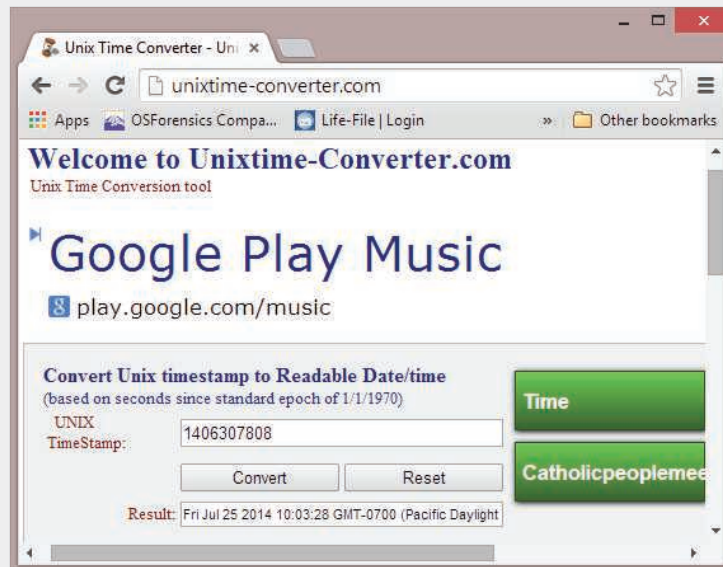 Unix Time Converter - Uni
unixtime-converter.com
Apps OSForensics Compa... Life-File | Login » Other bookmarks
Welcome to Unixtime-Converter.com
Unix Time Conversion tool
Google Play Music
8 play.google.com/music
Convert Unix timestamp to Readable Date/time
(based on seconds since standard epoch of 1/1/1970)
UNIX
TimeStamp:
1406307808
Convert Reset
Result: Fri Jul 25 2014 10:03:28 GMT-0700 (Pacific Daylight
Time
Catholicpeoplemee